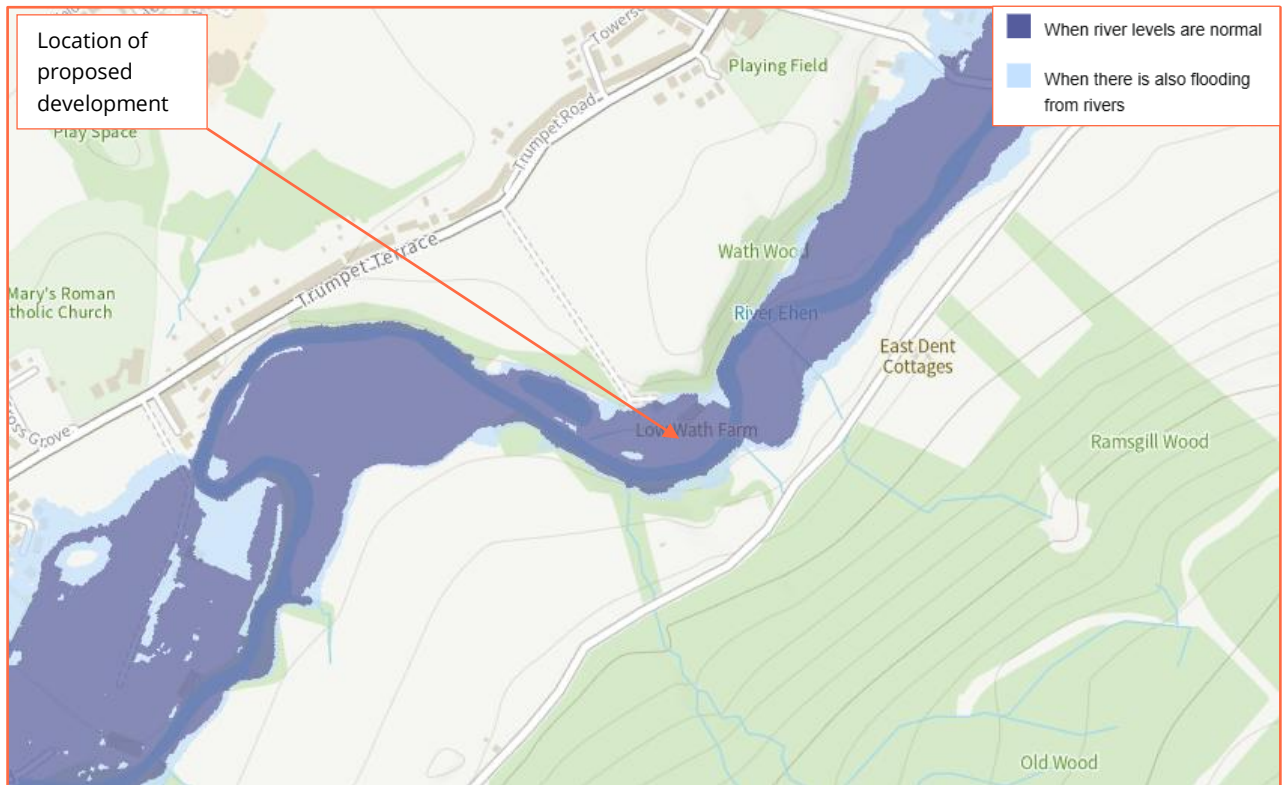 Location of
proposed
development
When river levels are normal
When there is also flooding
from rivers
Play Space
Playing Field
Trumpet Road
Trumpet Terrace
Mary's Roman
tholic Church
Wath Wood
River Ehen
East Dent
Cottages
Low Wath Farm
Ramsgill Wood
ross Grove
Old Wood